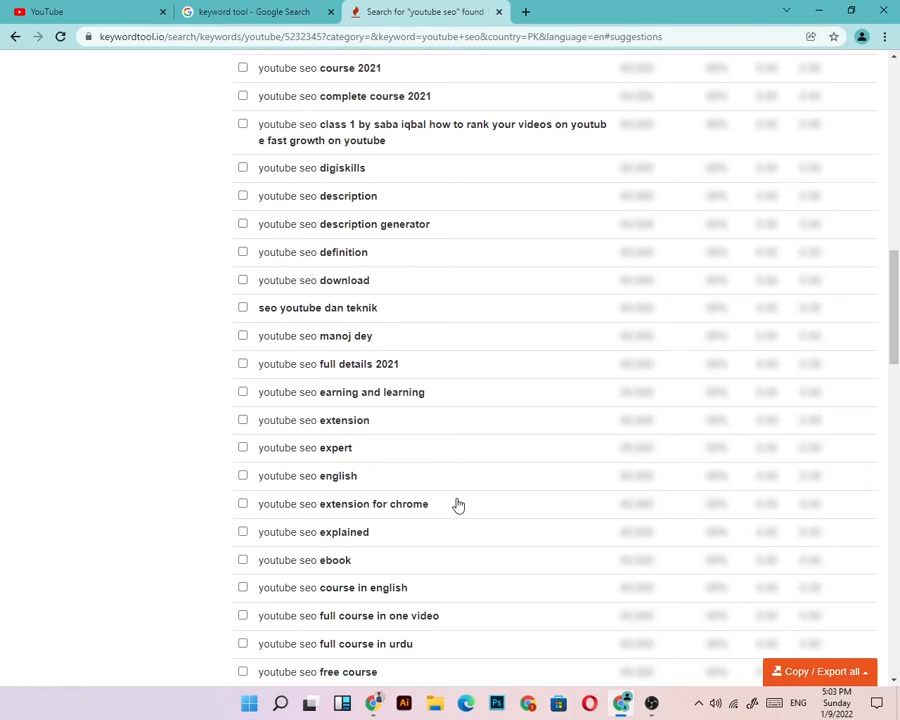 YouTube
keyword tool - Google Search
Search for "youtube seo" found
keywordtool.io/search/keywords/youtube/5232345?category=&keyword=youtube+seo&country=PK&language=en#suggestions
youtube seo course 2021
youtube seo complete course 2021
youtube seo class 1 by saba iqbal how to rank your videos on youtub
e fast growth on youtube
youtube seo digiskills
youtube seo description
youtube seo description generator
youtube seo definition
youtube seo download
seo youtube dan teknik
youtube seo manoj dey
youtube seo full details 2021
youtube seo earning and learning
youtube seo extension
youtube seo expert
youtube seo english
youtube seo extension for chrome
youtube seo explained
youtube seo ebook
youtube seo course in english
youtube seo full course in one video
youtube seo full course in urdu
youtube seo free course
Copy / Export all
Ai
Ps
ENG
5:03 PM
Sunday
1/9/2022